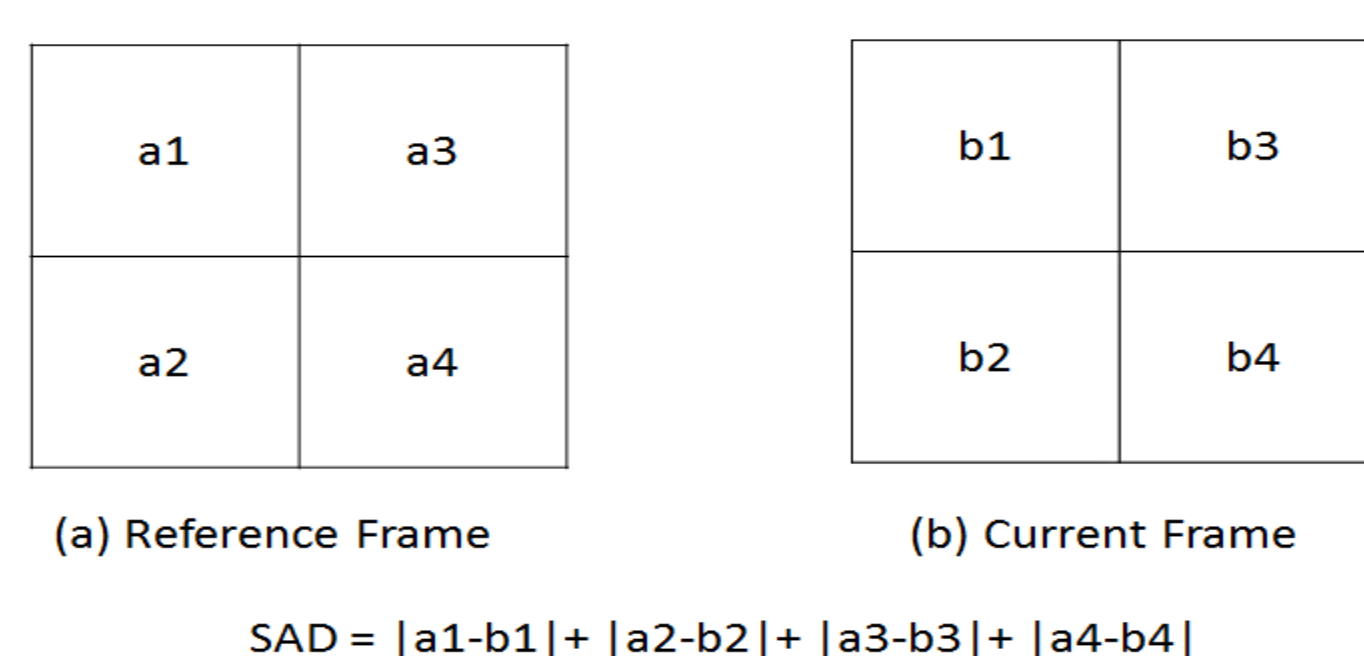 a1 a3 b1 b3
a2 a4 b2 b4
(a) Reference Frame (b) Current Frame
SAD = |a1-b1|+ |a2-b2|+ |a3-b3|+ |a4-b4|